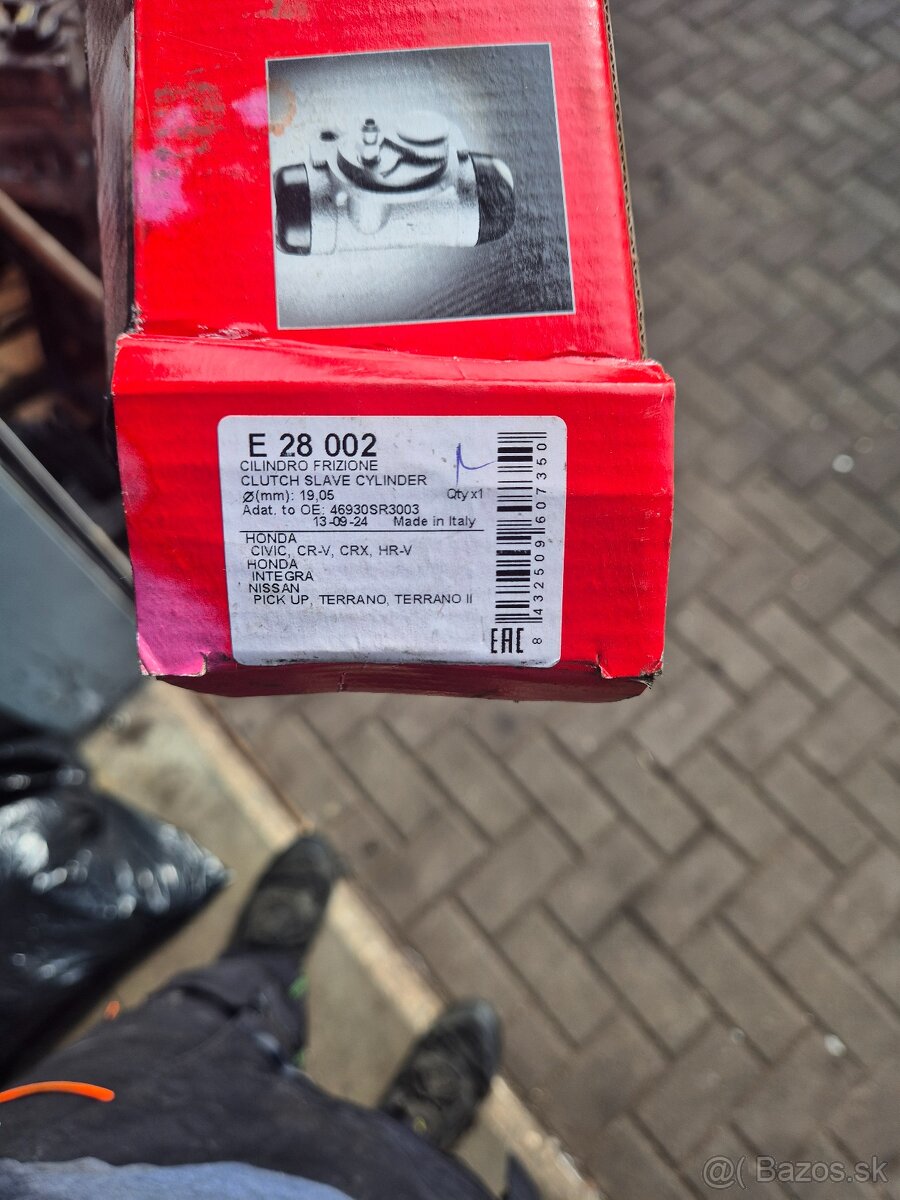 E 28 002
CILINDRO FRIZIONE
CLUTCH SLAVE CYLINDER
Ø(mm): 19,05 Qty x1
Adat. to OE: 46930SR3003
13-09-24 Made in Italy
HONDA
CIVIC, CR-V, CRX, HR-V
HONDA
INTEGRA
NISSAN
PICK UP, TERRANO, TERRANO II
8 432509 607350
EAC
@( Bazos.sk